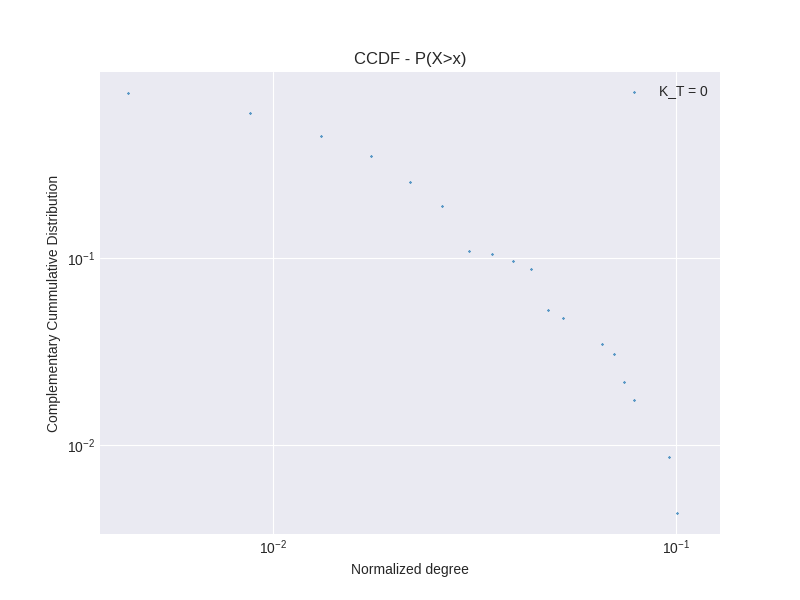 CCDF - P(X>x)
K_T = 0
Complementary Cummulative Distribution
10⁻¹
10⁻²
10⁻²
10⁻¹
Normalized degree